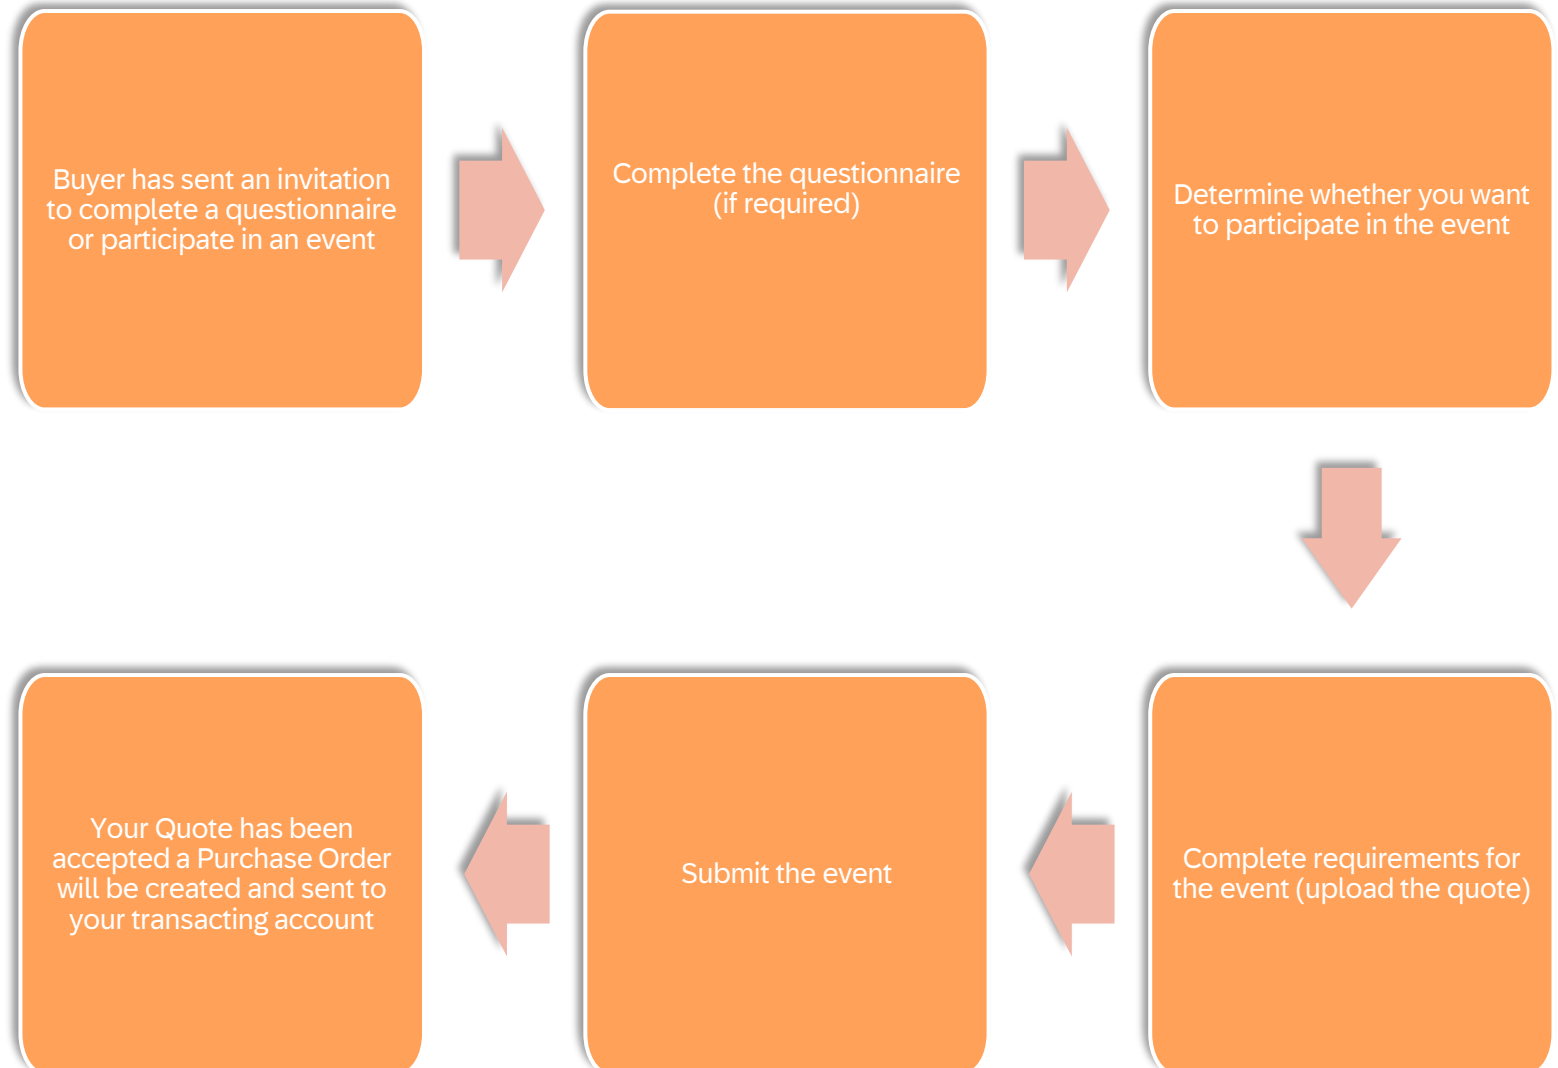 Buyer has sent an invitation
to complete a questionnaire
or participate in an event
Complete the questionnaire
(if required)
Determine whether you want
to participate in the event
Complete requirements for
the event (upload the quote)
Submit the event
Your Quote has been
accepted a Purchase Order
will be created and sent to
your transacting account